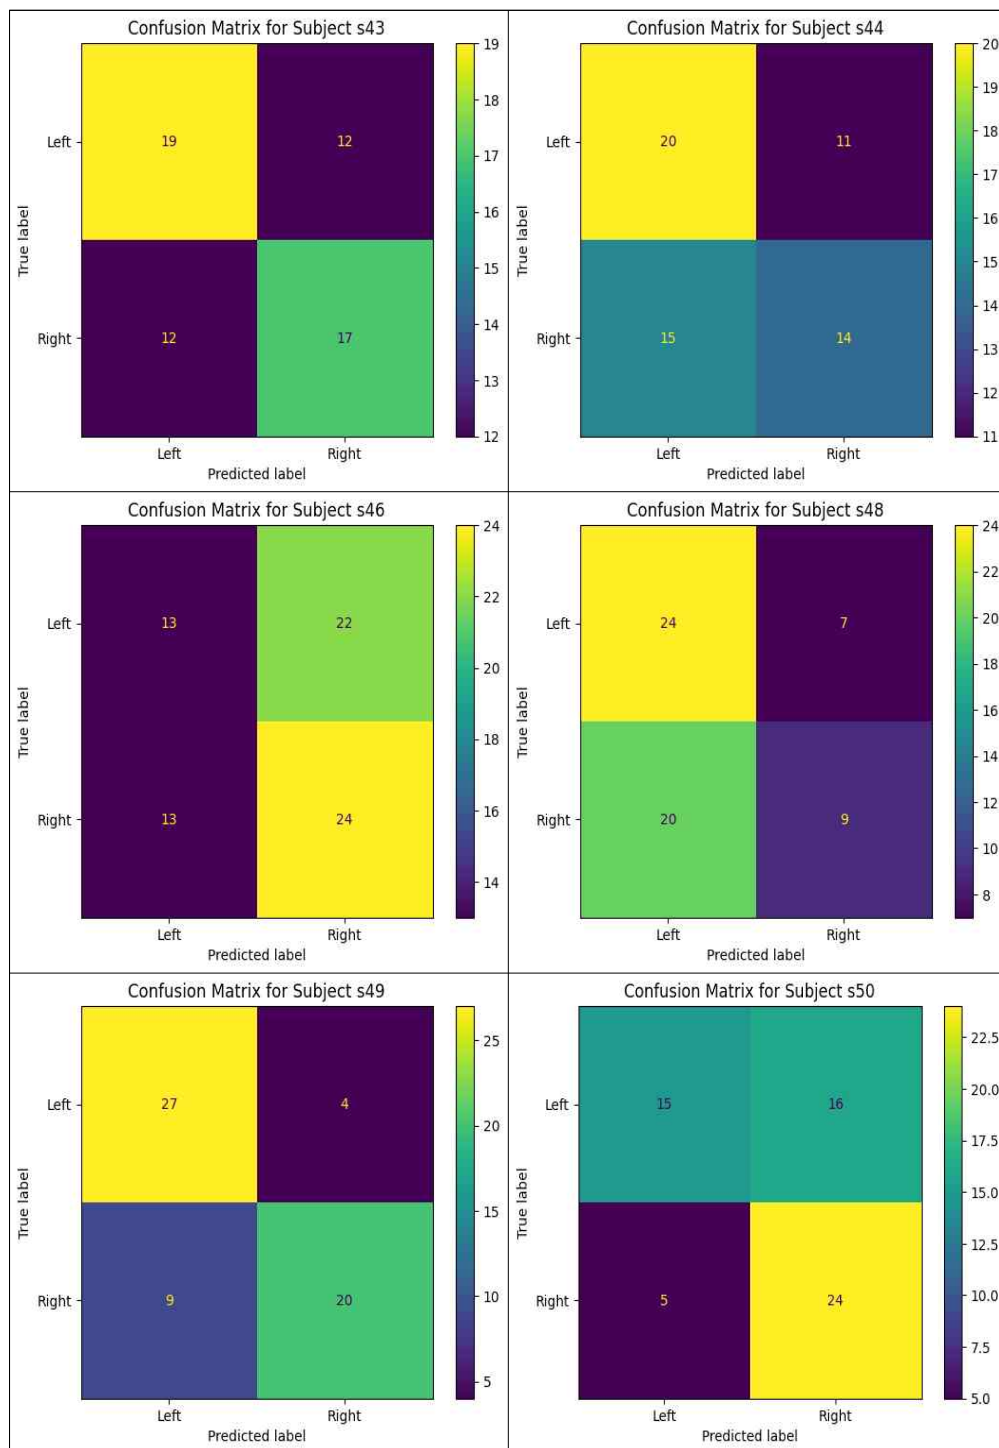 Confusion Matrix for Subject s43
19
12
12
17
Left
Right
True label
Left
Right
Predicted label
19
18
17
16
15
14
13
12
Confusion Matrix for Subject s44
20
11
15
14
Left
Right
True label
Left
Right
Predicted label
20
19
18
17
16
15
14
13
12
11
Confusion Matrix for Subject s46
13
22
13
24
Left
Right
True label
Left
Right
Predicted label
24
22
20
18
16
14
Confusion Matrix for Subject s48
24
7
20
9
Left
Right
True label
Left
Right
Predicted label
24
22
20
18
16
14
12
10
8
Confusion Matrix for Subject s49
27
4
9
20
Left
Right
True label
Left
Right
Predicted label
25
20
15
10
5
Confusion Matrix for Subject s50
15
16
5
24
Left
Right
True label
Left
Right
Predicted label
22.5
20.0
17.5
15.0
12.5
10.0
7.5
5.0